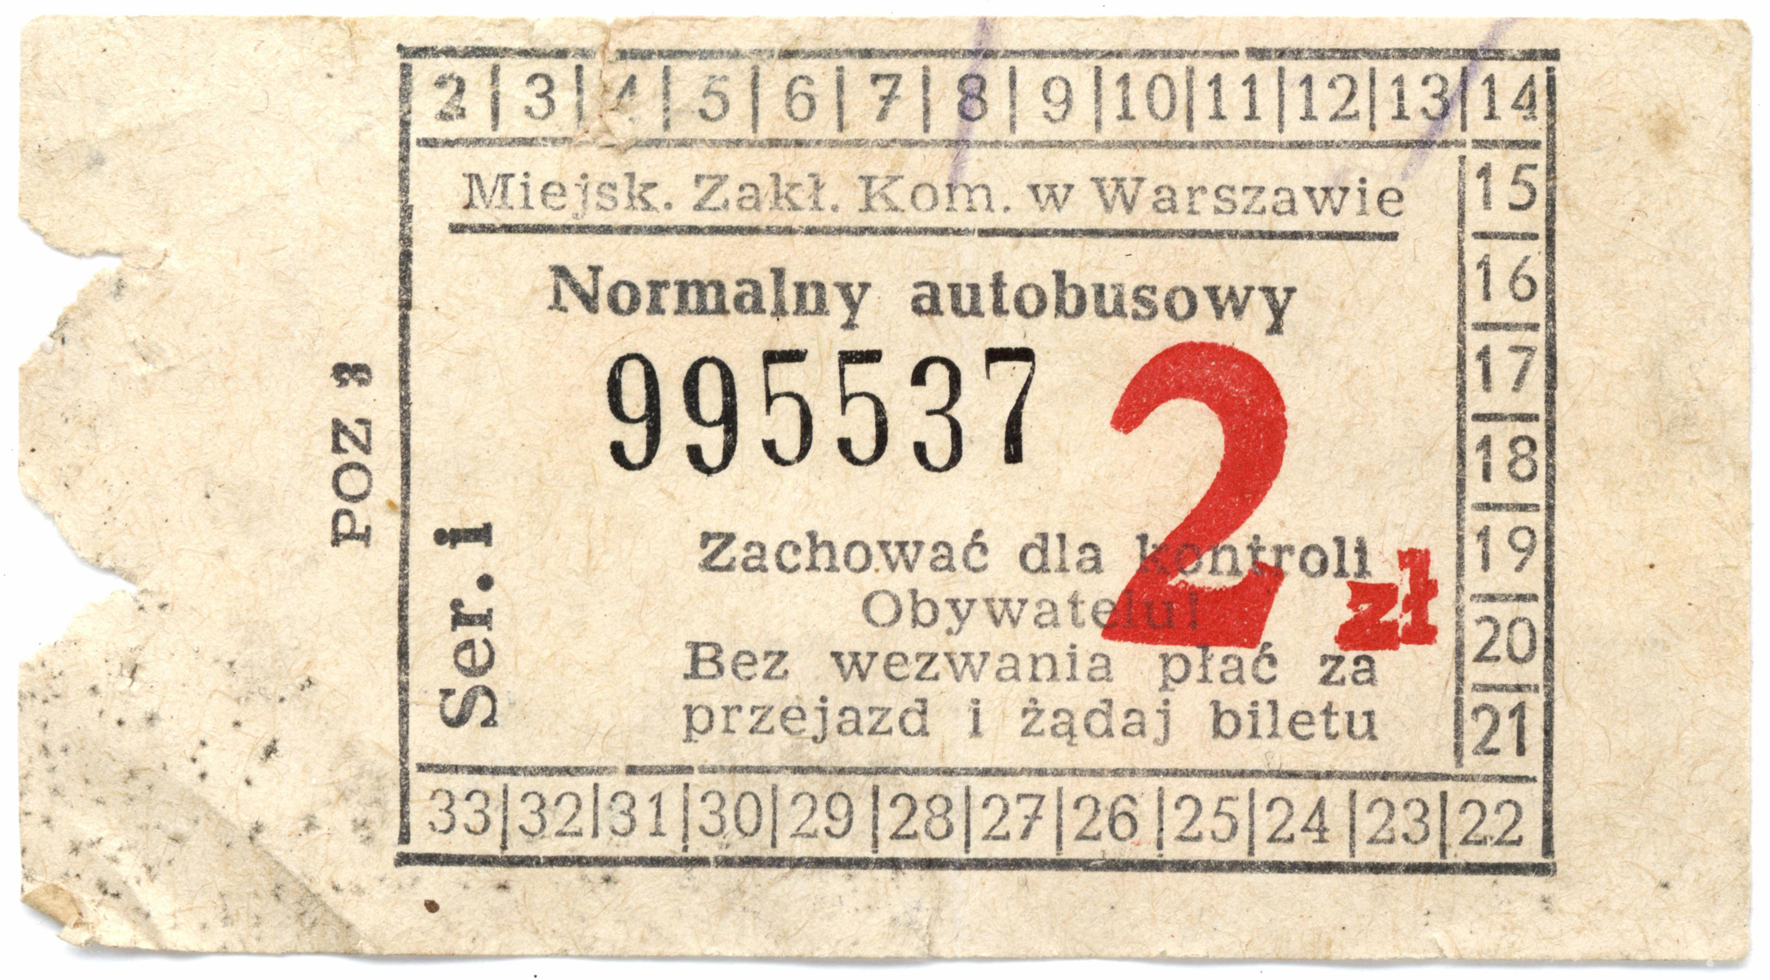 2 | 3 | 4 | 5 | 6 | 7 | 8 | 9 |10|11|12|13|14
Miejsk. Zakł. Kom. w Warszawie
15
Normalny autobusowy
16
995537
17
18
2 zł
POZ 3
Ser. i
Zachować dla kontroli
19
Obywatelu!
20
Bez wezwania płać za
przejazd i żądaj biletu
21
33|32|31|30|29|28|27|26|25|24|23|22